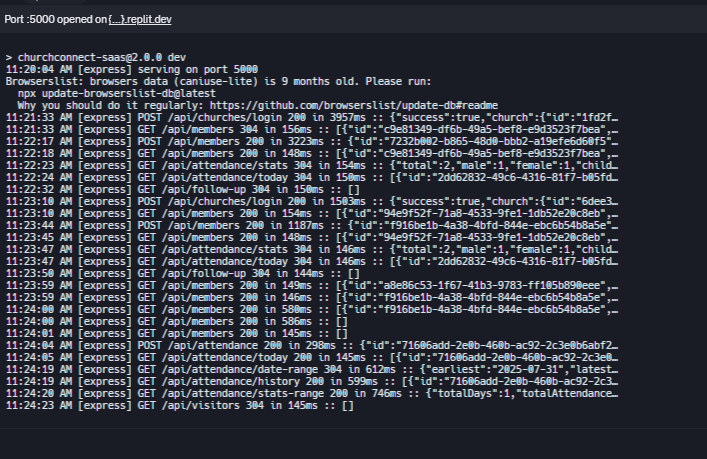 Port :5000 opened on {...}.replit.dev
> churchconnect-saas@2.0.0 dev
11:20:04 AM [express] serving on port 5000
Browserslist: browsers data (caniuse-lite) is 9 months old. Please run:
npx update-browserslist-db@latest
Why you should do it regularly: https://github.com/browserslist/update-db#readme
11:21:33 AM [express] POST /api/churches/login 200 in 3957ms :: {"success":true,"church":{"id":"1fd2f…
11:21:33 AM [express] GET /api/members 304 in 156ms :: [{"id":"c9e81349-df6b-49a5-bef8-e9d3523f7bea",…
11:22:17 AM [express] POST /api/members 200 in 3223ms :: {"id":"7232b002-b865-48d0-bbb2-a19efe6d60f5"…
11:22:18 AM [express] GET /api/members 200 in 148ms :: [{"id":"c9e81349-df6b-49a5-bef8-e9d3523f7bea",…
11:22:23 AM [express] GET /api/attendance/stats 304 in 154ms :: {"total":2,"male":1,"female":1,"child…
11:22:24 AM [express] GET /api/attendance/today 304 in 150ms :: [{"id":"2dd62832-49c6-4316-81f7-b05fd…
11:22:32 AM [express] GET /api/follow-up 304 in 150ms :: []
11:23:10 AM [express] POST /api/churches/login 200 in 1503ms :: {"success":true,"church":{"id":"6dee3…
11:23:10 AM [express] GET /api/members 200 in 154ms :: [{"id":"94e9f52f-71a8-4533-9fe1-1db52e20c8eb",…
11:23:44 AM [express] POST /api/members 200 in 1187ms :: {"id":"f916be1b-4a38-4bfd-844e-ebc6b54b8a5e"…
11:23:45 AM [express] GET /api/members 200 in 148ms :: [{"id":"94e9f52f-71a8-4533-9fe1-1db52e20c8eb",…
11:23:47 AM [express] GET /api/attendance/stats 304 in 146ms :: {"total":2,"male":1,"female":1,"child…
11:23:47 AM [express] GET /api/attendance/today 304 in 146ms :: [{"id":"2dd62832-49c6-4316-81f7-b05fd…
11:23:50 AM [express] GET /api/follow-up 304 in 144ms :: []
11:23:59 AM [express] GET /api/members 200 in 149ms :: [{"id":"a8e86c53-1f67-41b3-9783-ff105b890eee",…
11:23:59 AM [express] GET /api/members 200 in 146ms :: [{"id":"f916be1b-4a38-4bfd-844e-ebc6b54b8a5e",…
11:24:00 AM [express] GET /api/members 200 in 580ms :: [{"id":"f916be1b-4a38-4bfd-844e-ebc6b54b8a5e",…
11:24:00 AM [express] GET /api/members 200 in 586ms :: []
11:24:01 AM [express] GET /api/members 200 in 145ms :: []
11:24:04 AM [express] POST /api/attendance 200 in 298ms :: {"id":"71606add-2e0b-460b-ac92-2c3e0b6abf2…
11:24:05 AM [express] GET /api/attendance/today 200 in 145ms :: [{"id":"71606add-2e0b-460b-ac92-2c3e0…
11:24:19 AM [express] GET /api/attendance/date-range 304 in 612ms :: {"earliest":"2025-07-31","latest…
11:24:19 AM [express] GET /api/attendance/history 200 in 599ms :: [{"id":"71606add-2e0b-460b-ac92-2c3…
11:24:20 AM [express] GET /api/attendance/stats-range 200 in 746ms :: {"totalDays":1,"totalAttendance…
11:24:23 AM [express] GET /api/visitors 304 in 145ms :: []